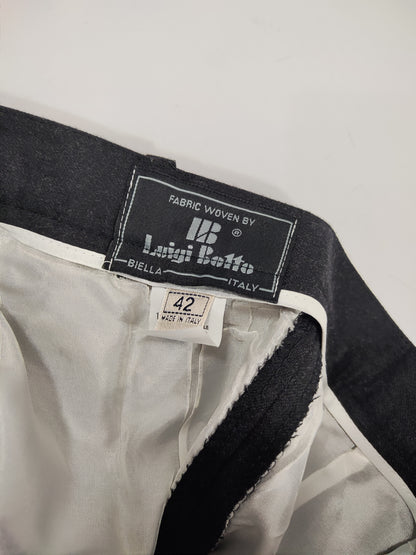 FABRIC WOVEN BY
LB ®
Luigi Botto
BIELLA
ITALY
42
MADE IN ITALY